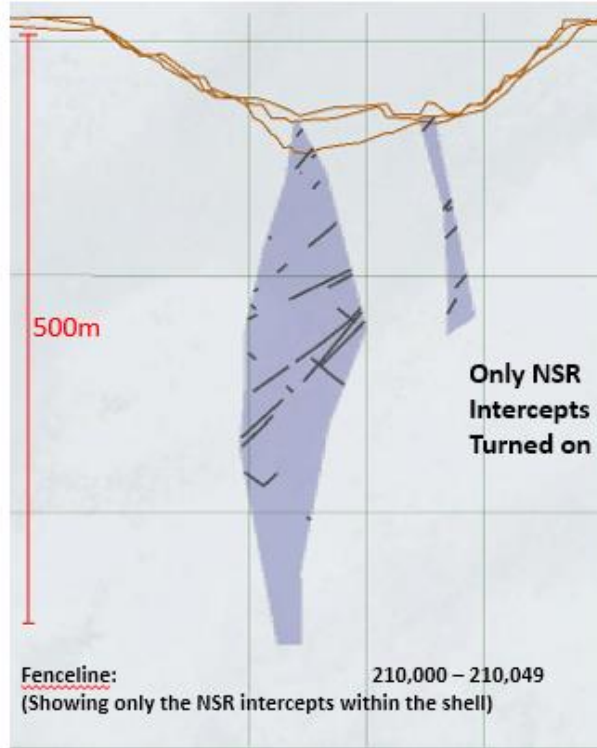 500m
Only NSR
Intercepts
Turned on
Fenceline: 210,000 – 210,049
(Showing only the NSR intercepts within the shell)